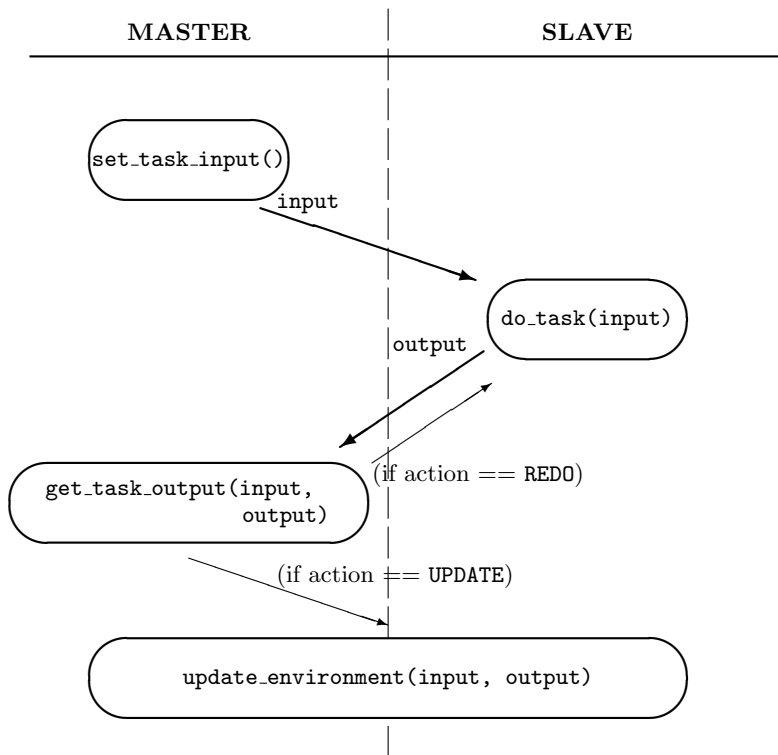 MASTER SLAVE
set_task_input()
input
do_task(input)
output
(if action == REDO)
get_task_output(input,
output)
(if action == UPDATE)
update_environment(input, output)